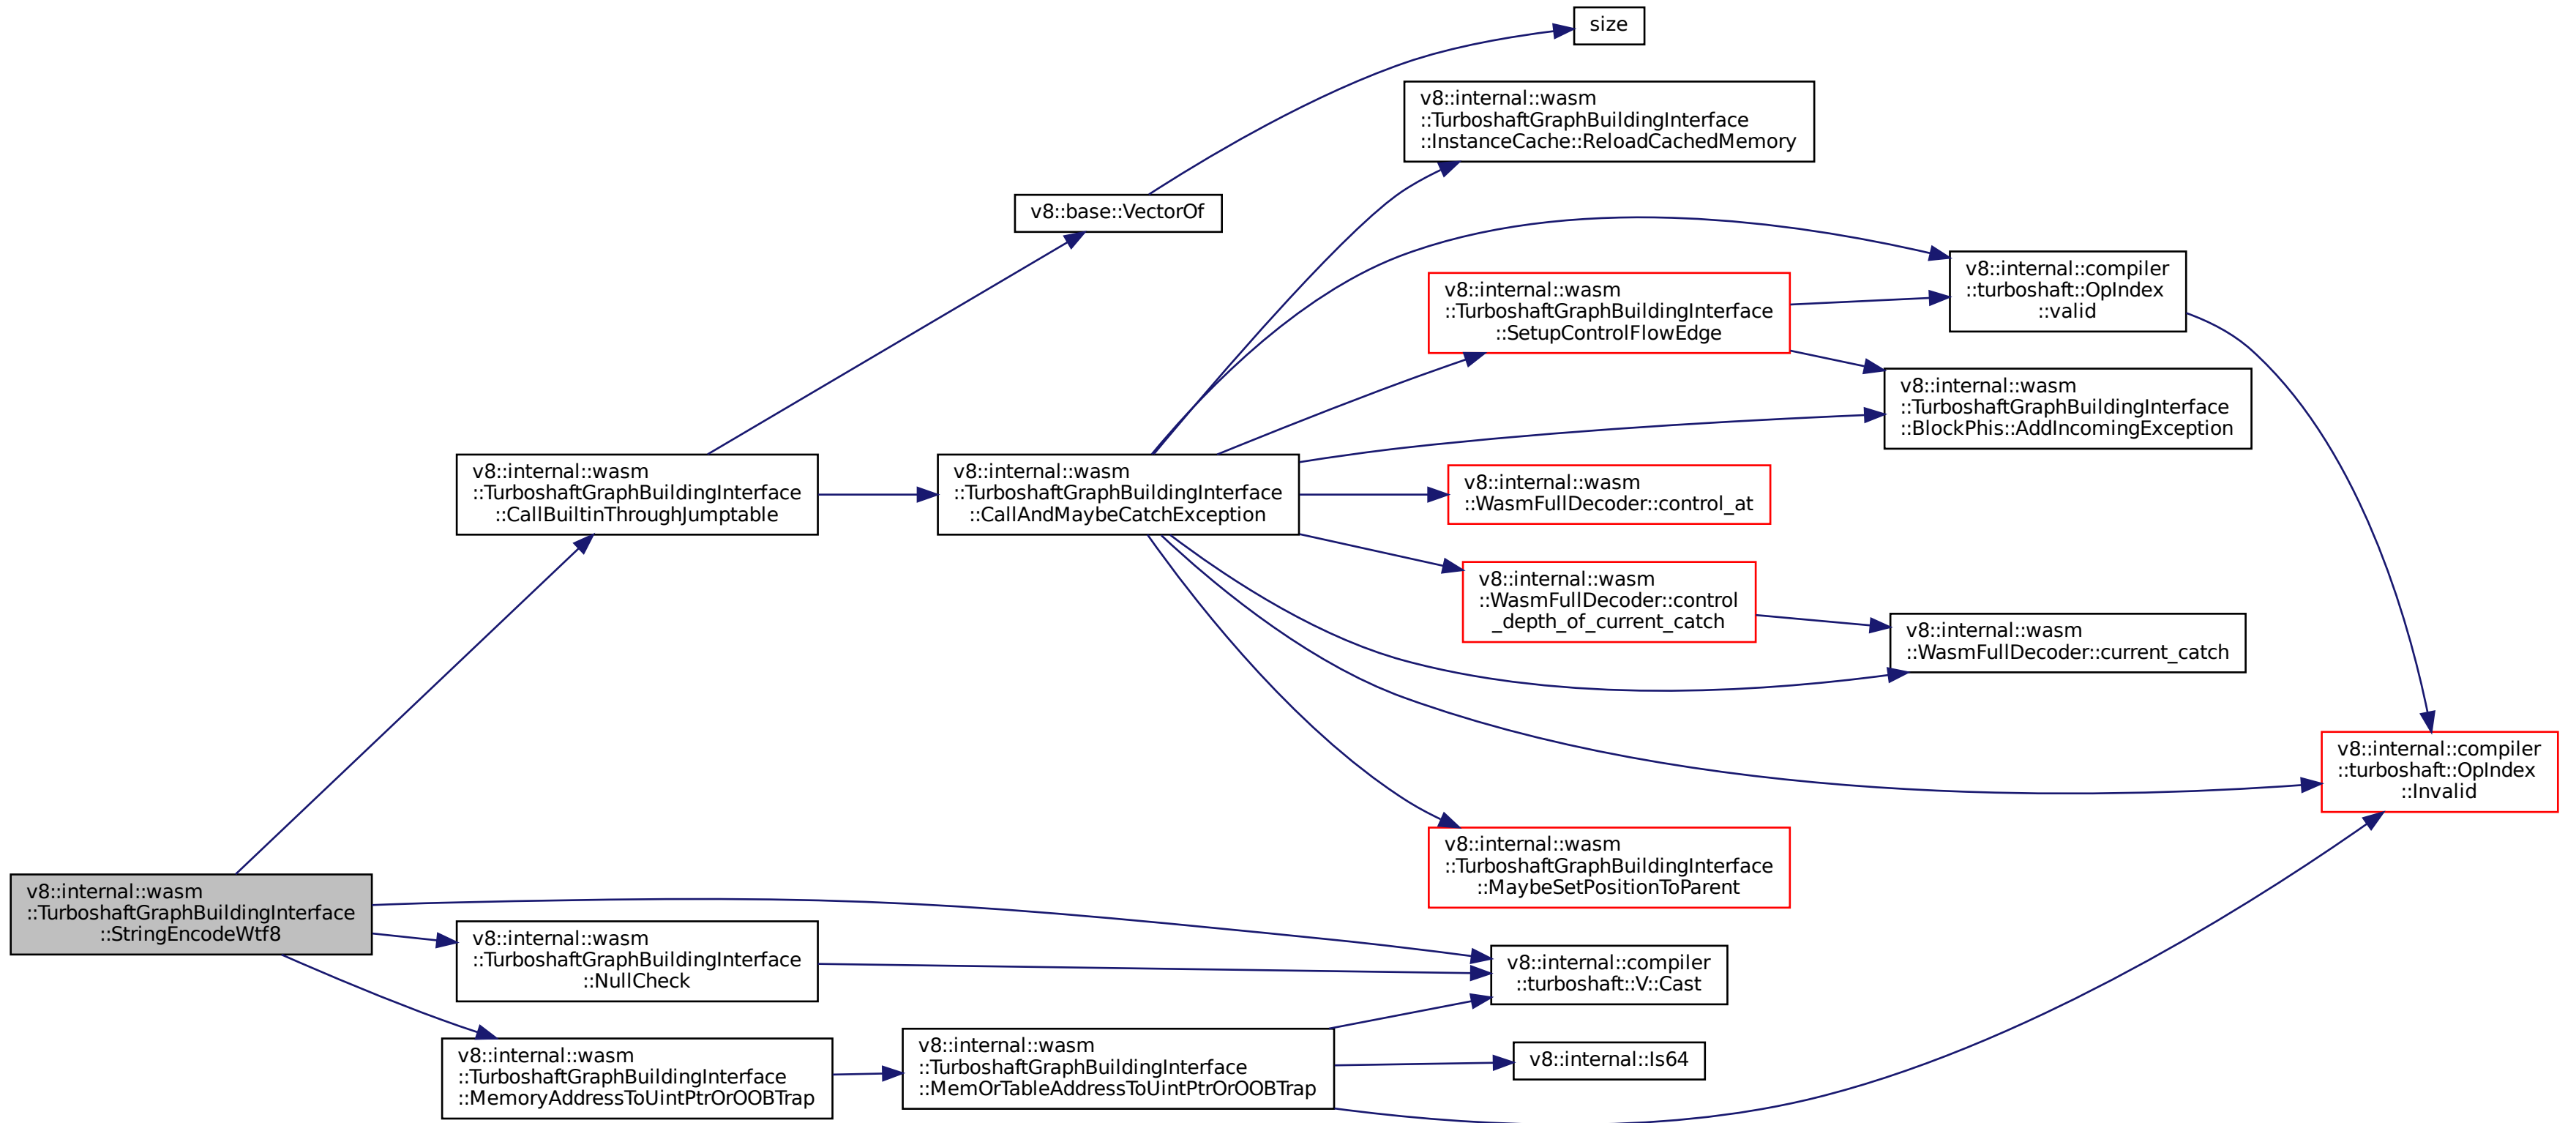 size
v8::internal::wasm
::TurboshaftGraphBuildingInterface
::InstanceCache::ReloadCachedMemory
v8::base::VectorOf
v8::internal::compiler
::turboshaft::OpIndex
::valid
v8::internal::wasm
::TurboshaftGraphBuildingInterface
::SetupControlFlowEdge
v8::internal::wasm
::TurboshaftGraphBuildingInterface
::BlockPhis::AddIncomingException
v8::internal::wasm
::TurboshaftGraphBuildingInterface
::CallBuiltinThroughJumptable
v8::internal::wasm
::TurboshaftGraphBuildingInterface
::CallAndMaybeCatchException
v8::internal::wasm
::WasmFullDecoder::control_at
v8::internal::wasm
::WasmFullDecoder::control
_depth_of_current_catch
v8::internal::wasm
::WasmFullDecoder::current_catch
v8::internal::compiler
::turboshaft::OpIndex
::Invalid
v8::internal::wasm
::TurboshaftGraphBuildingInterface
::MaybeSetPositionToParent
v8::internal::wasm
::TurboshaftGraphBuildingInterface
::StringEncodeWtf8
v8::internal::wasm
::TurboshaftGraphBuildingInterface
::NullCheck
v8::internal::compiler
::turboshaft::V::Cast
v8::internal::wasm
::TurboshaftGraphBuildingInterface
::MemoryAddressToUintPtrOrOOBTrap
v8::internal::wasm
::TurboshaftGraphBuildingInterface
::MemOrTableAddressToUintPtrOrOOBTrap
v8::internal::Is64